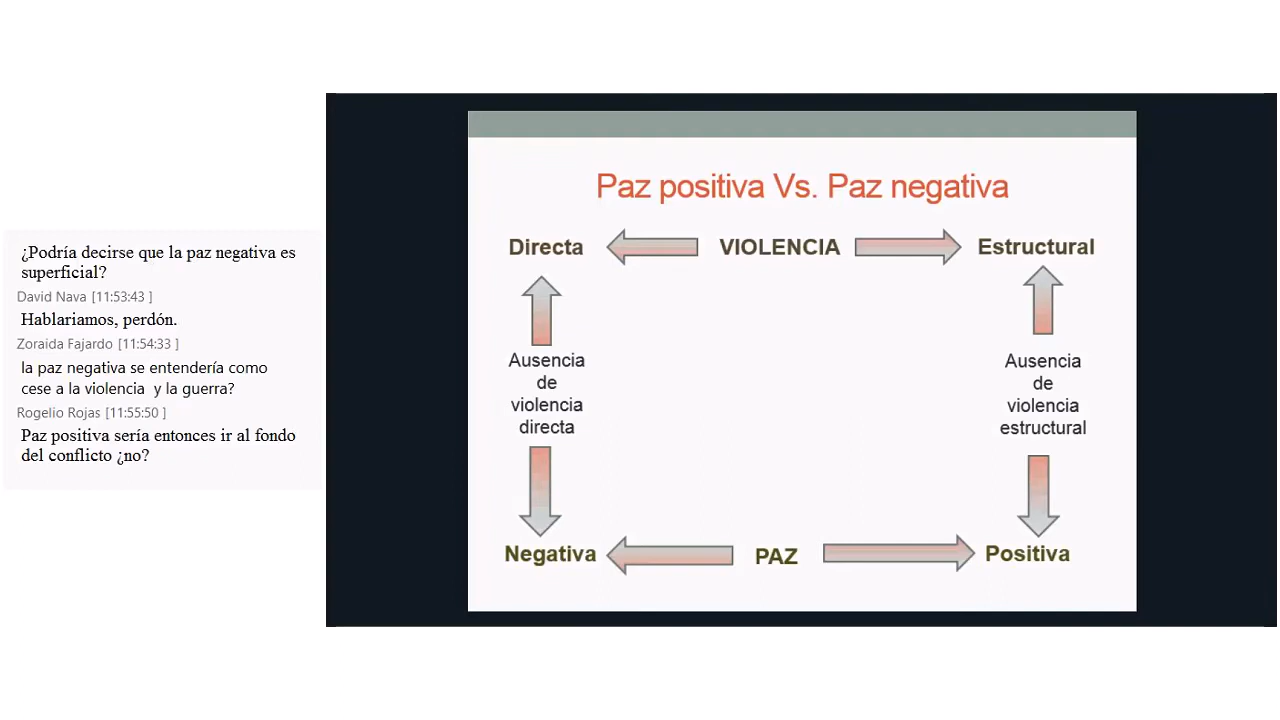 ¿Podría decirse que la paz negativa es
superficial?
David Nava [11:53:43 ]
Hablariamos, perdón.
Zoraida Fajardo [11:54:33 ]
la paz negativa se entendería como
cese a la violencia  y la guerra?
Rogelio Rojas [11:55:50 ]
Paz positiva sería entonces ir al fondo
del conflicto ¿no?
Paz positiva Vs. Paz negativa
Directa
VIOLENCIA
Estructural
Ausencia
de
violencia
directa
Ausencia
de
violencia
estructural
Negativa
PAZ
Positiva